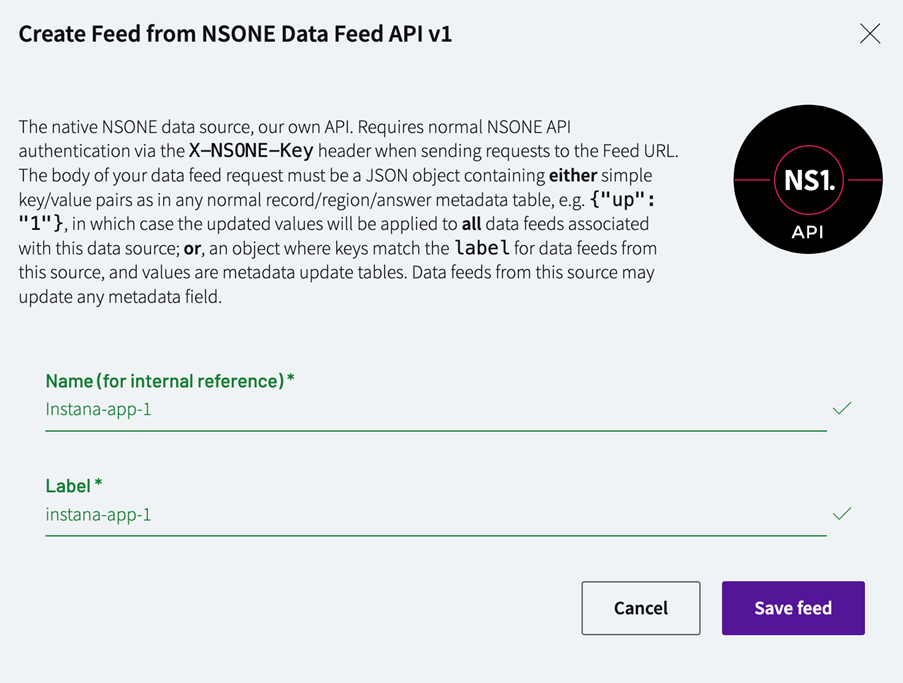 Create Feed from NSONE Data Feed API v1
The native NSONE data source, our own API. Requires normal NSONE API
authentication via the X-NSONE-Key header when sending requests to the Feed URL.
The body of your data feed request must be a JSON object containing either simple
key/value pairs as in any normal record/region/answer metadata table, e.g. {"up":
"1"}, in which case the updated values will be applied to all data feeds associated
with this data source; or, an object where keys match the label for data feeds from
this source, and values are metadata update tables. Data feeds from this source may
update any metadata field.
NS1.
API
Name (for internal reference) *
Instana-app-1
Label *
instana-app-1
Cancel
Save feed